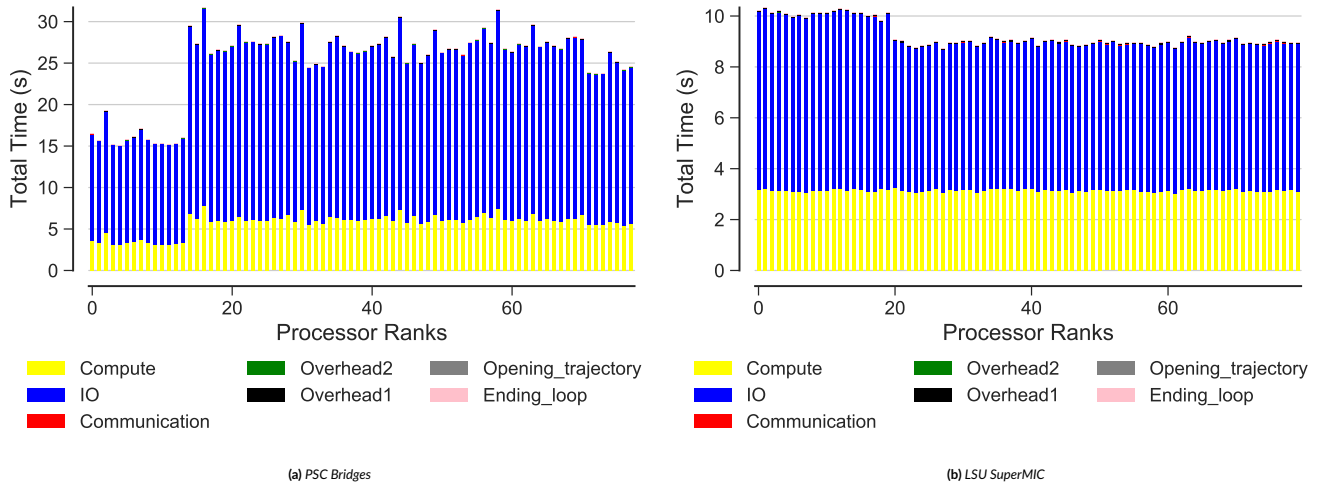 30
25
20
15
10
5
0
Total Time (s)
0 20 40 60
Processor Ranks
Compute
IO
Communication
Overhead2
Overhead1
Opening_trajectory
Ending_loop
(a) PSC Bridges
10
8
6
4
2
0
Total Time (s)
0 20 40 60
Processor Ranks
Compute
IO
Communication
Overhead2
Overhead1
Opening_trajectory
Ending_loop
(b) LSU SuperMIC